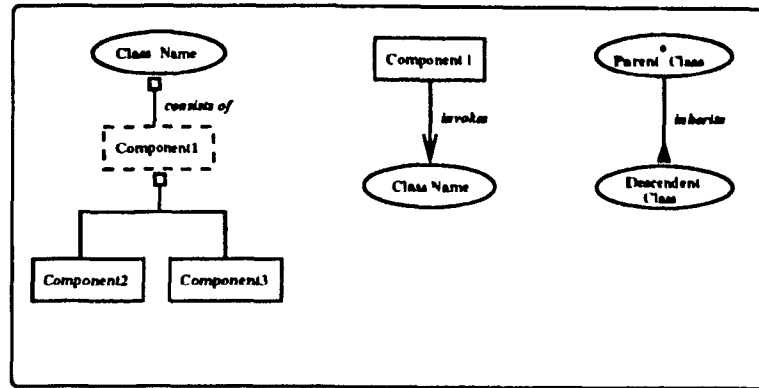 Class Name
consists of
Component1
Component2
Component3
Component1
invokes
Class Name
*
Parent Class
inherits
Descendent
Class